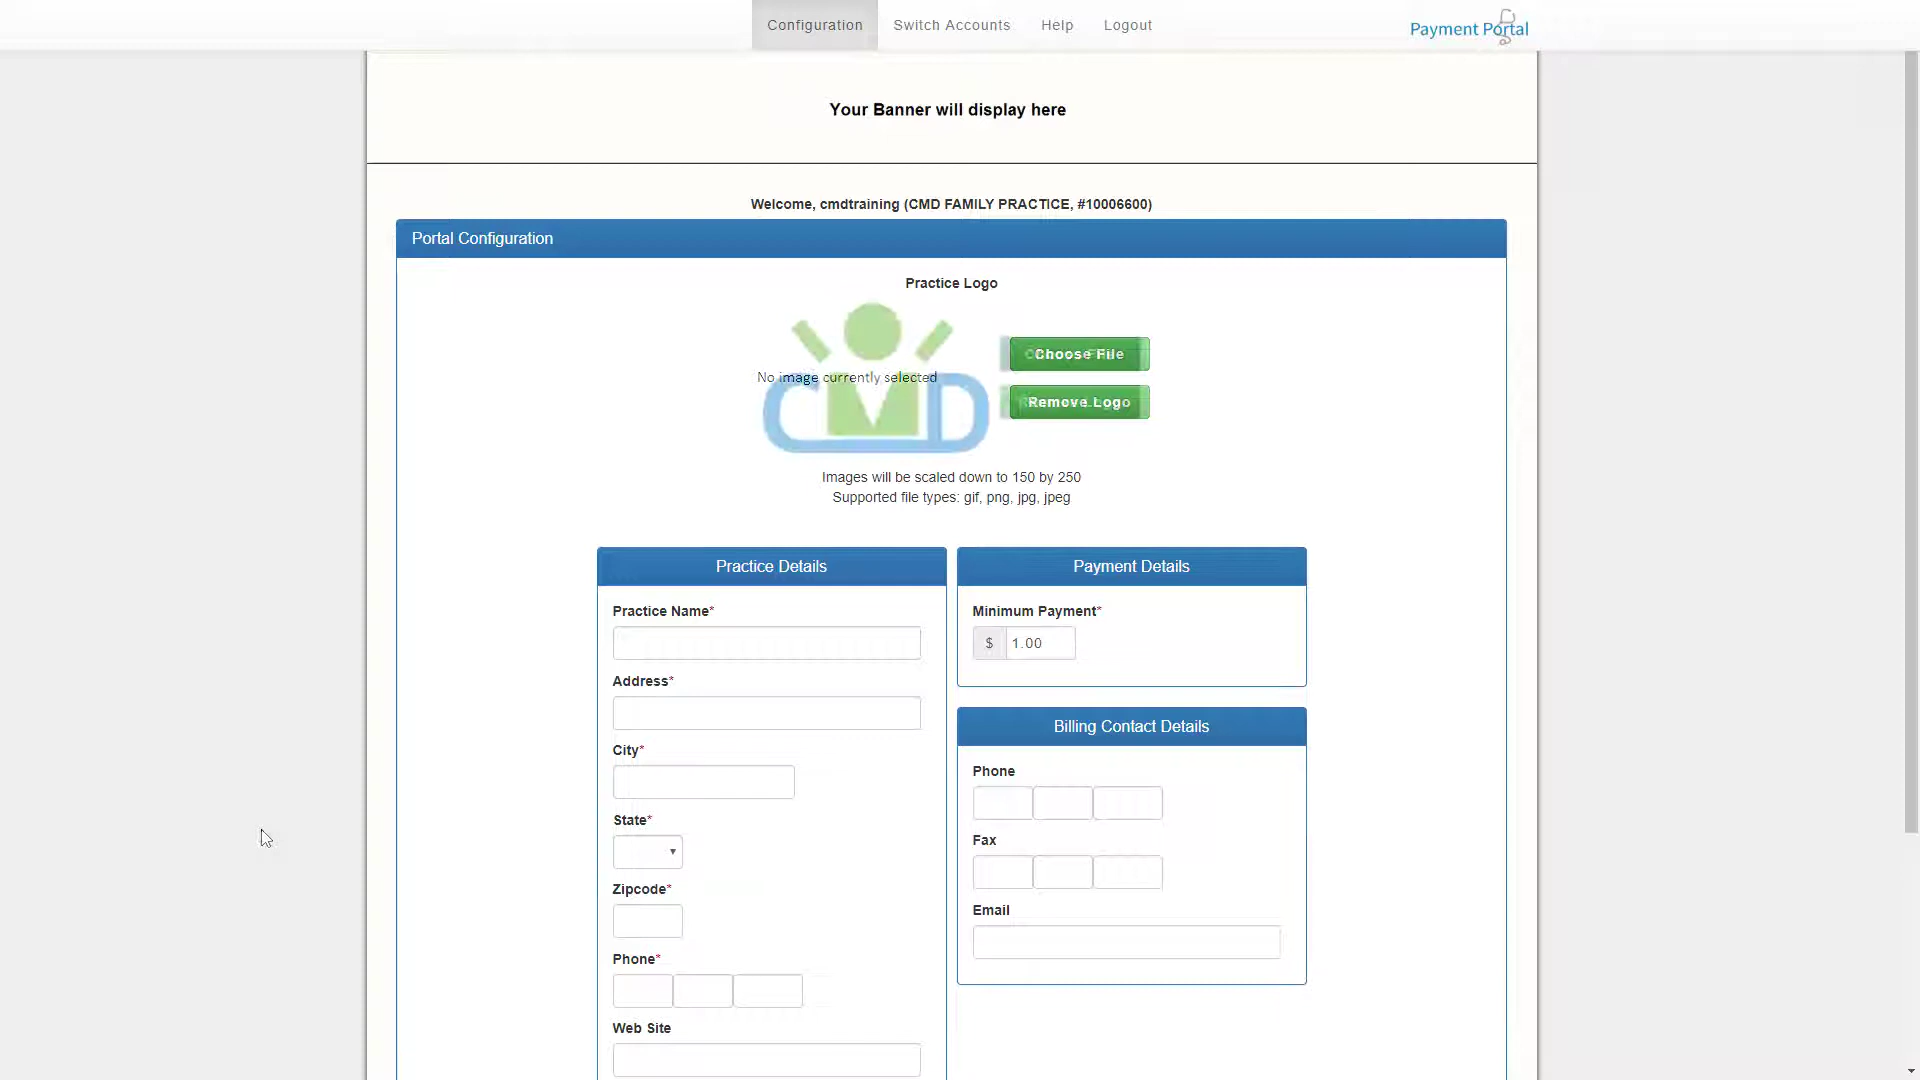 Configuration Switch Accounts Help Logout
Payment Portal
Your Banner will display here
Welcome, cmdtraining (CMD FAMILY PRACTICE, #10006600)
Portal Configuration
Practice Logo
CMD
No image currently selected
Choose File
Remove Logo
Images will be scaled down to 150 by 250
Supported file types: gif, png, jpg, jpeg
Practice Details
Practice Name*
Address*
City*
State*
Zipcode*
Phone*
Web Site
Payment Details
Minimum Payment*
$ 1.00
Billing Contact Details
Phone
Fax
Email